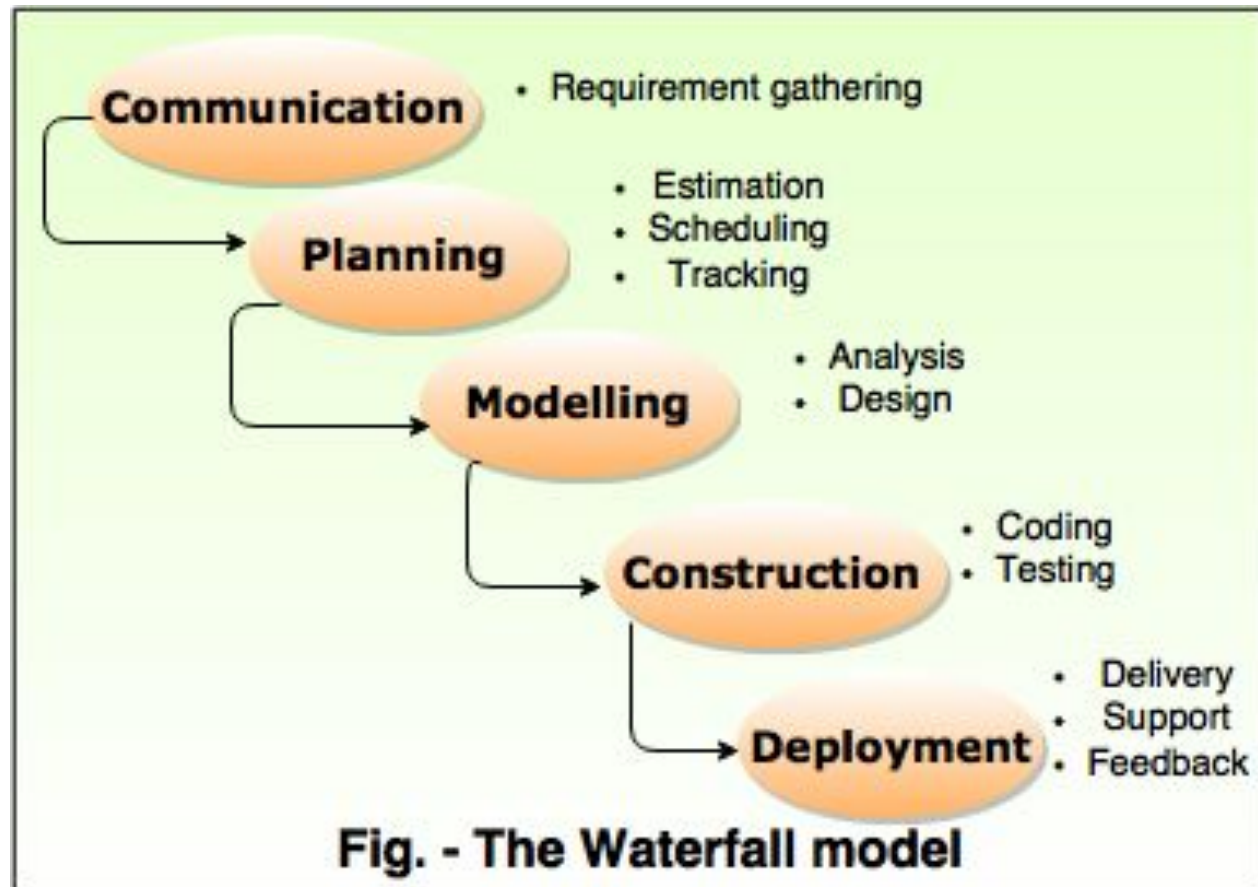 Communication
• Requirement gathering
Planning
• Estimation
• Scheduling
• Tracking
Modelling
• Analysis
• Design
Construction
• Coding
• Testing
Deployment
• Delivery
• Support
• Feedback
Fig. - The Waterfall model